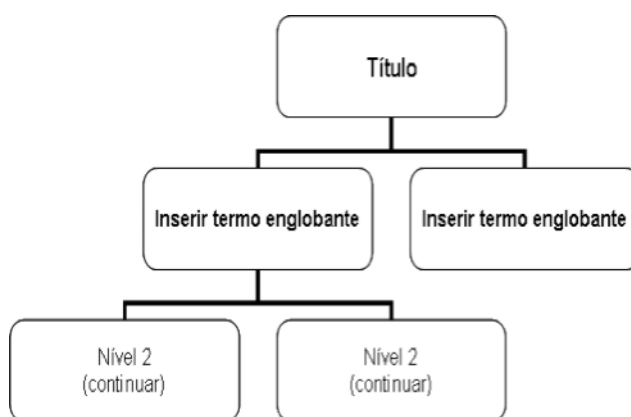 Título
Inserir termo englobante
Inserir termo englobante
Nível 2
(continuar)
Nível 2
(continuar)